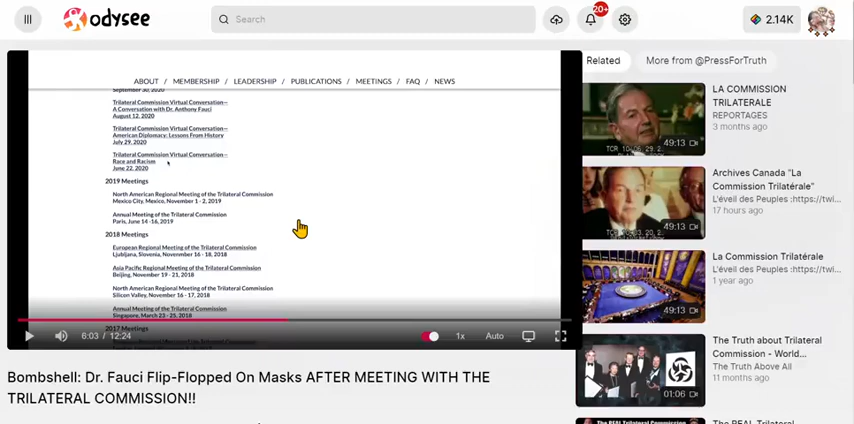 odysee
Search
20+
2.14K
ABOUT / MEMBERSHIP / LEADERSHIP / PUBLICATIONS / MEETINGS / FAQ / NEWS
September 30, 2020
Trilateral Commission Virtual Conversation—
A Conversation with Dr. Anthony Fauci
August 12, 2020
Trilateral Commission Virtual Conversation—
American Diplomacy: Lessons From History
July 29, 2020
Trilateral Commission Virtual Conversation—
Race and Racism
June 22, 2020
2019 Meetings
North American Regional Meeting of the Trilateral Commission
Mexico City, Mexico, November 1 - 2, 2019
Annual Meeting of the Trilateral Commission
Paris, June 14 -16, 2019
2018 Meetings
European Regional Meeting of the Trilateral Commission
Ljubljana, Slovenia, Novenmber 16 - 18, 2018
Asia Pacific Regional Meeting of the Trilateral Commission
Beijing, November 19 - 21, 2018
North American Regional Meeting of the Trilateral Commission
Silicon Valley, November 16 - 17, 2018
Annual Meeting of the Trilateral Commission
Singapore, March 23 - 25, 2018
2017 Meetings
6:03 / 12:24
1x
Auto
Bombshell: Dr. Fauci Flip-Flopped On Masks AFTER MEETING WITH THE
TRILATERAL COMMISSION!!
Related
More from @PressForTruth
49:13
LA COMMISSION
TRILATERALE
REPORTAGES
3 months ago
49:13
Archives Canada "La
Commission Trilatérale"
L'éveil des Peuples :https://twi...
17 hours ago
49:13
La Commission Trilatérale
L'éveil des Peuples :https://twi...
1 year ago
01:06
The Truth about Trilateral
Commission - World...
The Truth Above All
11 months ago